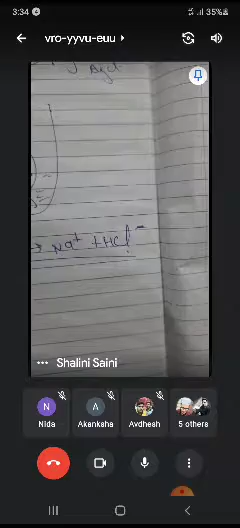 3:34
35%
vro-yyvu-euu
→ Na⁺ + HCl⁻
Shalini Saini
N
A
Nida
Akanksha
Avdhesh
5 others